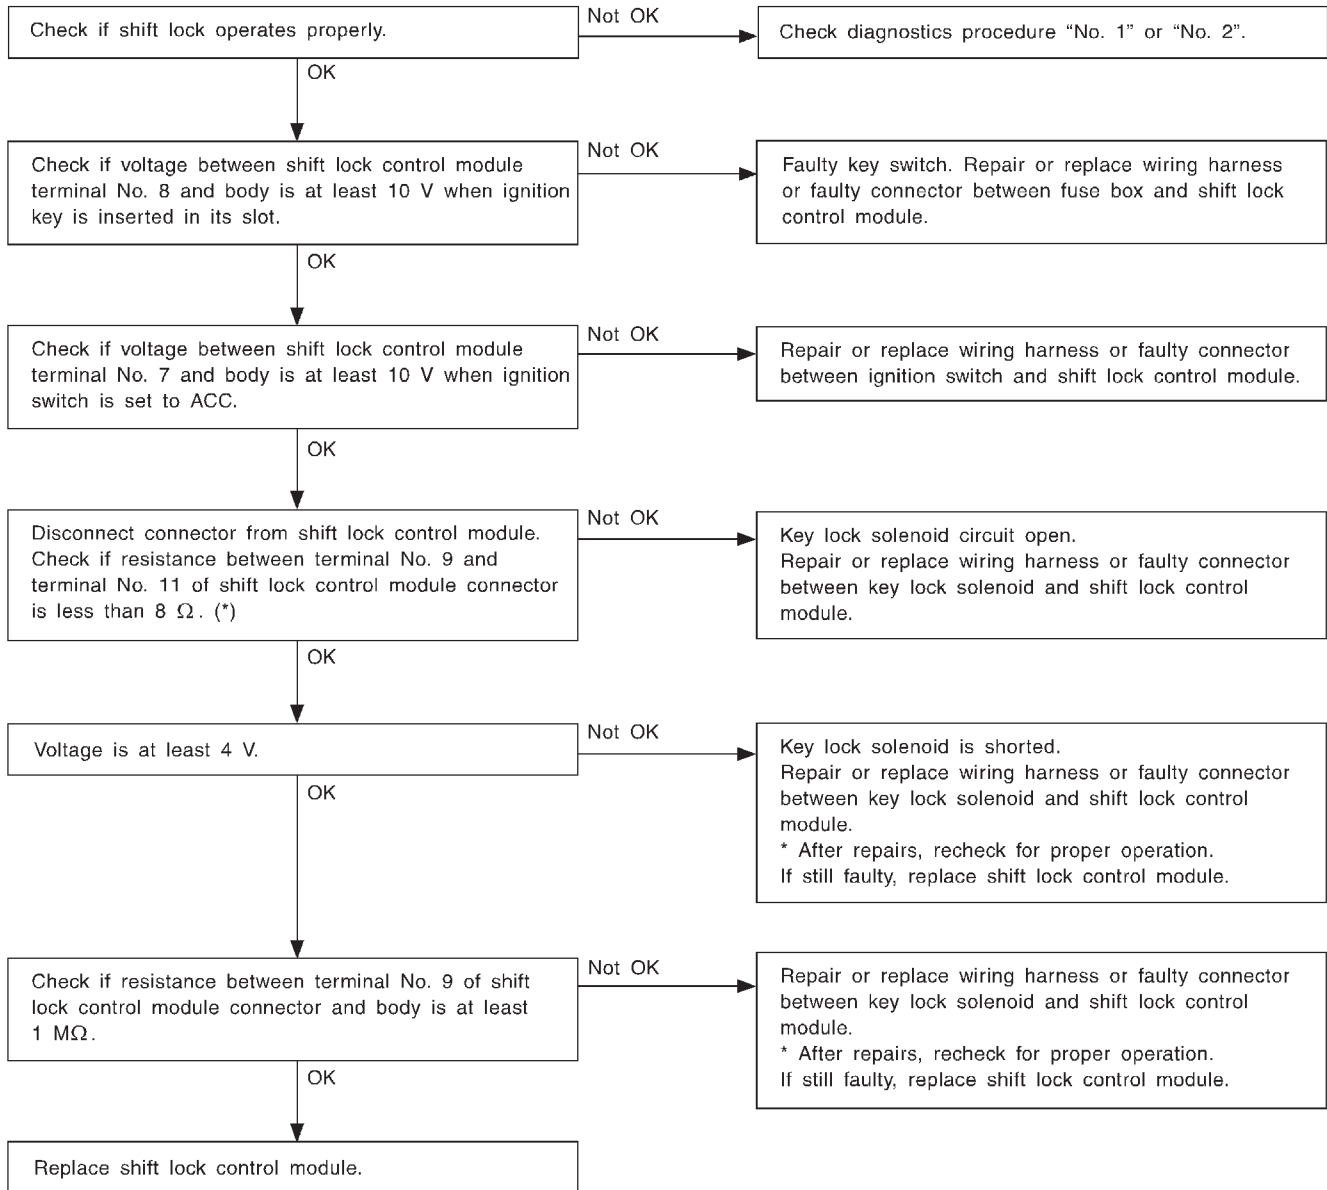 Check if shift lock operates properly.
Not OK
Check diagnostics procedure “No. 1” or “No. 2”.
OK
Check if voltage between shift lock control module
terminal No. 8 and body is at least 10 V when ignition
key is inserted in its slot.
Not OK
Faulty key switch. Repair or replace wiring harness
or faulty connector between fuse box and shift lock
control module.
OK
Check if voltage between shift lock control module
terminal No. 7 and body is at least 10 V when ignition
switch is set to ACC.
Not OK
Repair or replace wiring harness or faulty connector
between ignition switch and shift lock control module.
OK
Disconnect connector from shift lock control module.
Check if resistance between terminal No. 9 and
terminal No. 11 of shift lock control module connector
is less than 8 Ω. (*)
Not OK
Key lock solenoid circuit open.
Repair or replace wiring harness or faulty connector
between key lock solenoid and shift lock control
module.
OK
Voltage is at least 4 V.
Not OK
Key lock solenoid is shorted.
Repair or replace wiring harness or faulty connector
between key lock solenoid and shift lock control
module.
* After repairs, recheck for proper operation.
If still faulty, replace shift lock control module.
OK
Check if resistance between terminal No. 9 of shift
lock control module connector and body is at least
1 MΩ.
Not OK
Repair or replace wiring harness or faulty connector
between key lock solenoid and shift lock control
module.
* After repairs, recheck for proper operation.
If still faulty, replace shift lock control module.
OK
Replace shift lock control module.